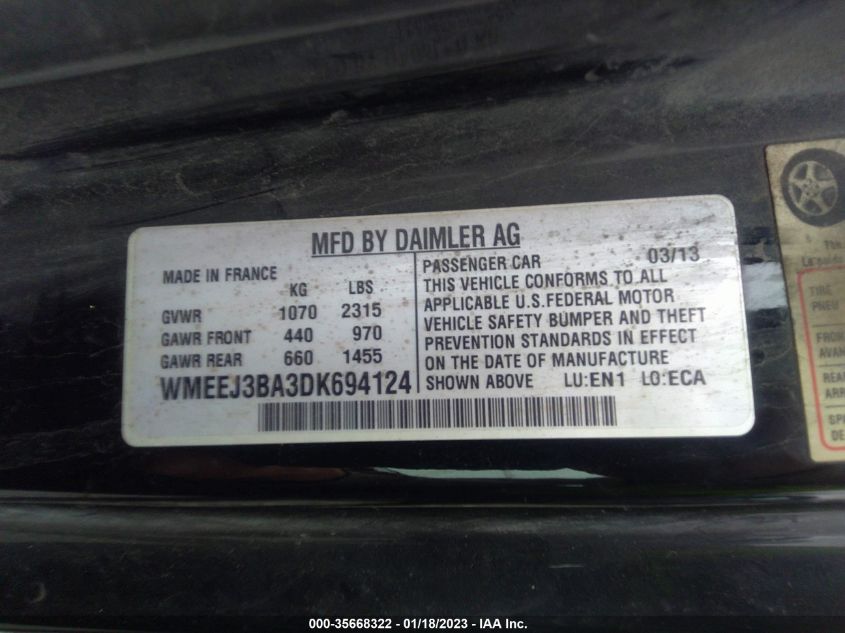 MFD BY DAIMLER AG
MADE IN FRANCE
KG LBS
GVWR 1070 2315
GAWR FRONT 440 970
GAWR REAR 660 1455
WMEEJ3BA3DK694124
PASSENGER CAR 03/13
THIS VEHICLE CONFORMS TO ALL
APPLICABLE U.S.FEDERAL MOTOR
VEHICLE SAFETY BUMPER AND THEFT
PREVENTION STANDARDS IN EFFECT
ON THE DATE OF MANUFACTURE
SHOWN ABOVE LU:EN1 LO:ECA
TIRE
PNEU
000-35668322 / 01/18/2023 - IAA Inc.